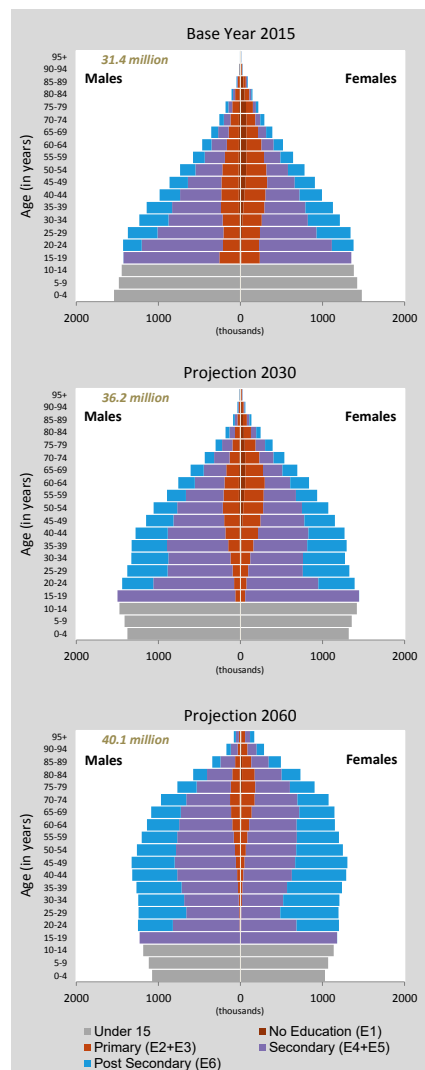 Base Year 2015
31.4 million
Males
Females
Age (in years)
95+
90-94
85-89
80-84
75-79
70-74
65-69
60-64
55-59
50-54
45-49
40-44
35-39
30-34
25-29
20-24
15-19
10-14
5-9
0-4
2000 1000 0 1000 2000
(thousands)
Projection 2030
36.2 million
Males
Females
Age (in years)
95+
90-94
85-89
80-84
75-79
70-74
65-69
60-64
55-59
50-54
45-49
40-44
35-39
30-34
25-29
20-24
15-19
10-14
5-9
0-4
2000 1000 0 1000 2000
(thousands)
Projection 2060
40.1 million
Males
Females
Age (in years)
95+
90-94
85-89
80-84
75-79
70-74
65-69
60-64
55-59
50-54
45-49
40-44
35-39
30-34
25-29
20-24
15-19
10-14
5-9
0-4
2000 1000 0 1000 2000
(thousands)
Under 15 No Education (E1)
Primary (E2+E3) Secondary (E4+E5)
Post Secondary (E6)